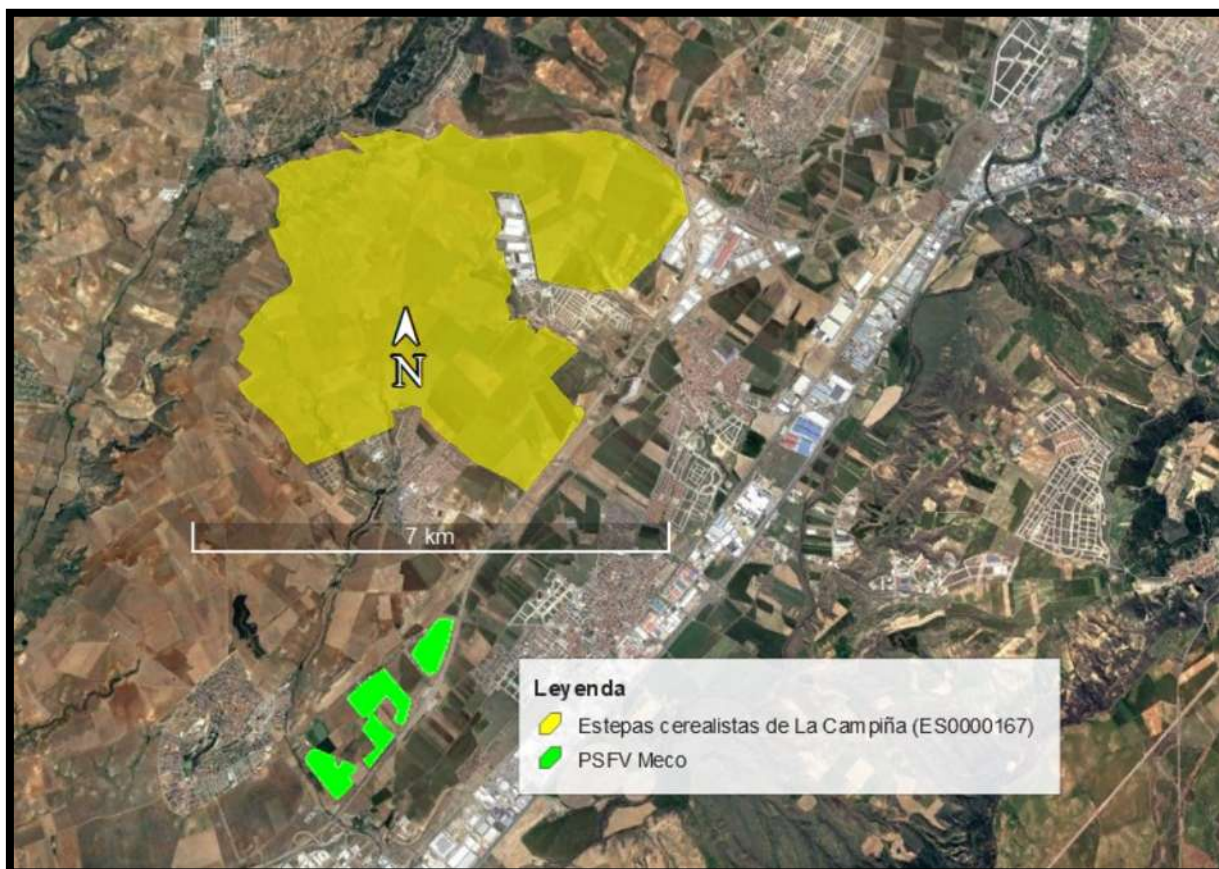 N
7 km
Leyenda
Estepas cerealistas de La Campiña (ES0000167)
PSFV Meco